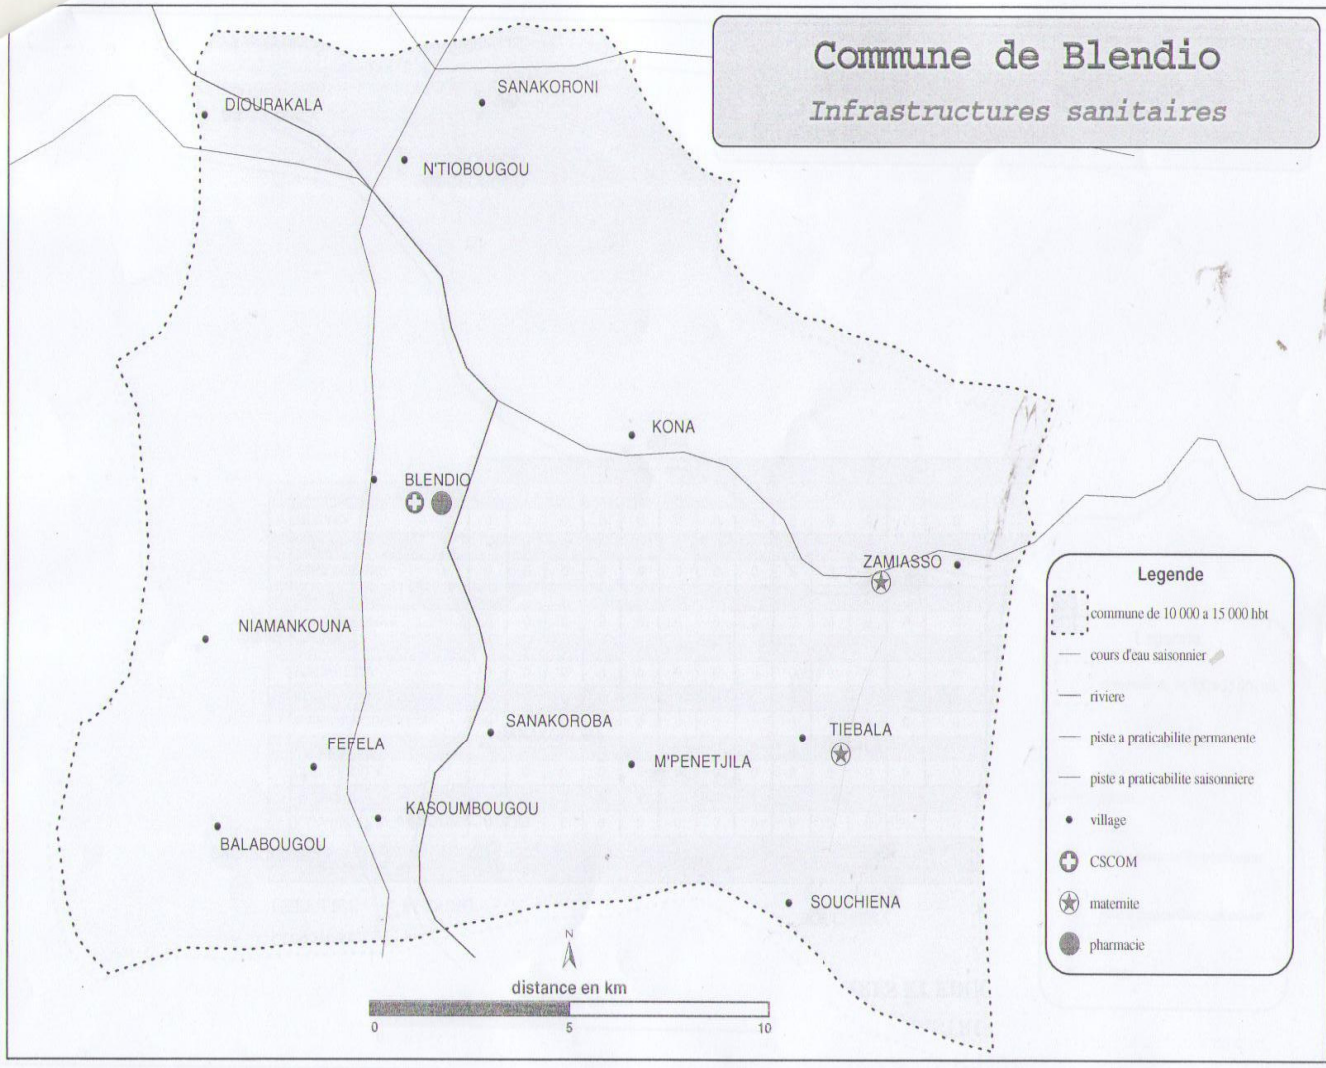 Commune de Blendio
Infrastructures sanitaires
SANAKORONI
DIOURAKALA
N'TIOBOUGOU
KONA
BLENDIO
ZAMIASSO
NIAMANKOUNA
SANAKOROBA
TIEBALA
FEFELA
M'PENETJILA
KASOUMBOUGOU
BALABOUGOU
SOUCHIENA
Legende
commune de 10 000 a 15 000 hbt
cours d'eau saisonnier
riviere
piste a praticabilite permanente
piste a praticabilite saisonniere
village
CSCOM
maternite
pharmacie
N
distance en km
0 5 10